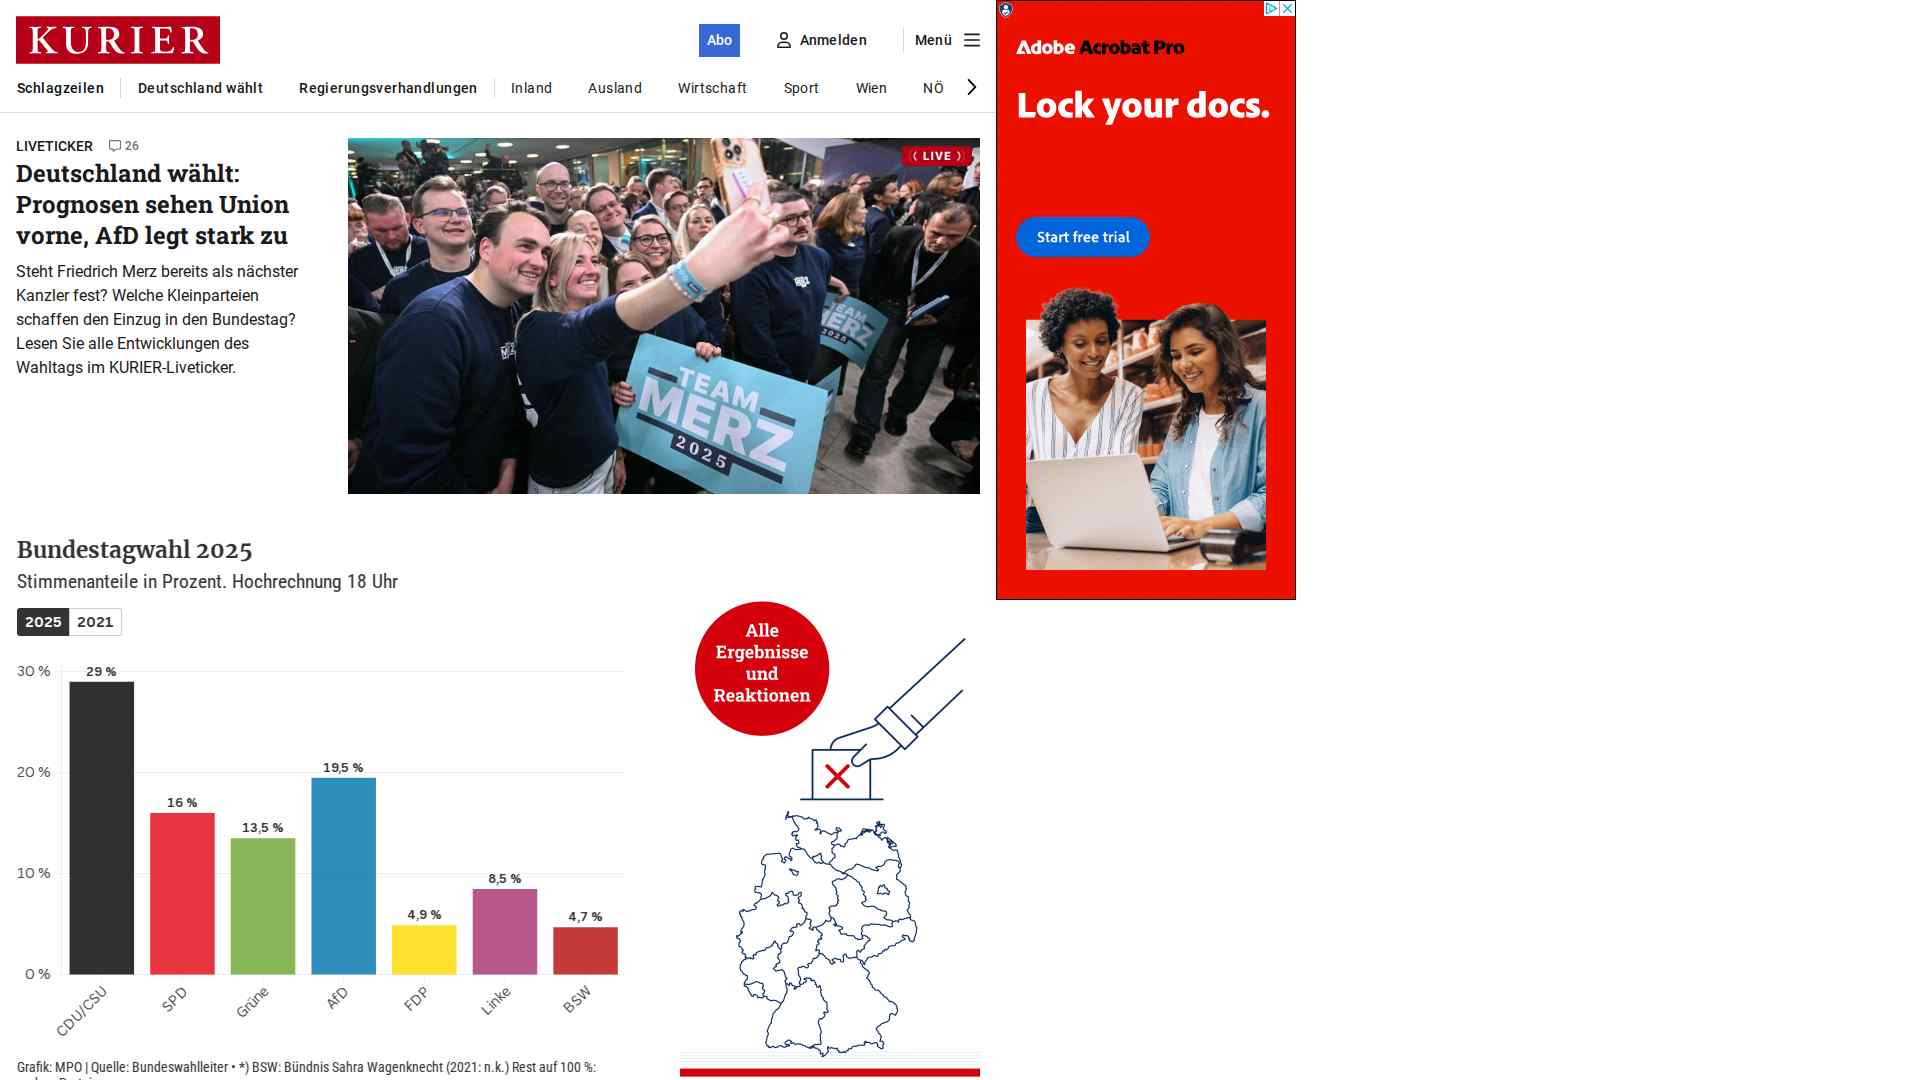 KURIER
Abo
Anmelden
Menü
Schlagzeilen
Deutschland wählt
Regierungsverhandlungen
Inland
Ausland
Wirtschaft
Sport
Wien
NÖ
LIVETICKER
26
Deutschland wählt:
Prognosen sehen Union
vorne, AfD legt stark zu
Steht Friedrich Merz bereits als nächster
Kanzler fest? Welche Kleinparteien
schaffen den Einzug in den Bundestag?
Lesen Sie alle Entwicklungen des
Wahltags im KURIER-Liveticker.
LIVE
TEAM
MERZ
2025
TEAM
MERZ
2025
Adobe Acrobat Pro
Lock your docs.
Start free trial
Bundestagwahl 2025
Stimmenanteile in Prozent. Hochrechnung 18 Uhr
2025
2021
30 %
20 %
10 %
0 %
29 %
16 %
13,5 %
19,5 %
4,9 %
8,5 %
4,7 %
CDU/CSU
SPD
Grüne
AfD
FDP
Linke
BSW
Grafik: MPO | Quelle: Bundeswahlleiter • *) BSW: Bündnis Sahra Wagenknecht (2021: n.k.) Rest auf 100 %:
Alle
Ergebnisse
und
Reaktionen